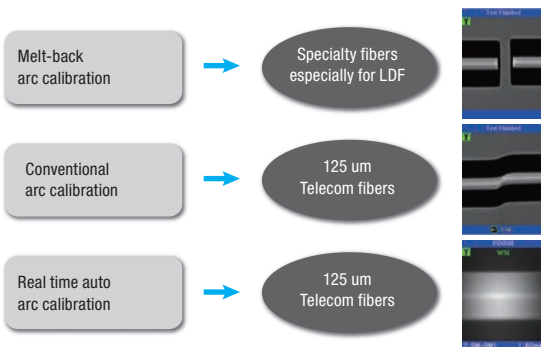 Melt-back
arc calibration
Specialty fibers
especially for LDF
Test Finished
Y
Conventional
arc calibration
125 um
Telecom fibers
Test Finished
Y
Real time auto
arc calibration
125 um
Telecom fibers
Y